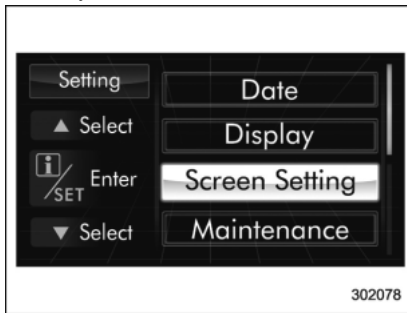 Setting
▲ Select
i/SET Enter
▼ Select
Date
Display
Screen Setting
Maintenance
302078